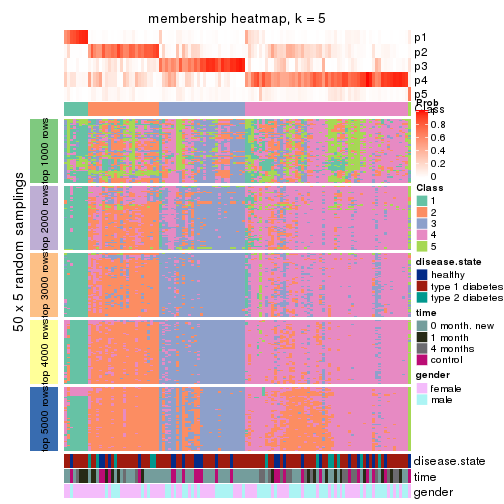 membership heatmap, k = 5
p1
p2
p3
p4
p5
Prob
Class
1
0.8
0.6
0.4
0.2
0
Class
1
2
3
4
5
disease.state
healthy
type 1 diabetes
type 2 diabetes
time
0 month. new
1 month
4 months
control
gender
female
male
50 x 5 random samplings
top 1000 rows
top 2000 rows
top 3000 rows
top 4000 rows
top 5000 rows
disease.state
time
gender